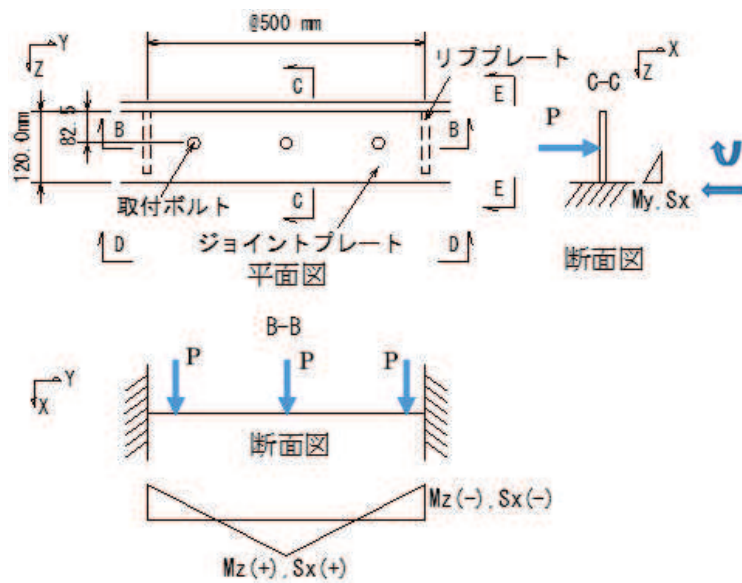 @500 mm
Y
Z
リブプレート
X
Z
C
E
C-C
P
B
B
120.0mm
82.5
C
E
取付ボルト
My.Sx
D
ジョイントプレート
D
平面図
断面図
B-B
P
P
P
Y
X
断面図
Mz(-),Sx(-)
Mz(+),Sx(+)